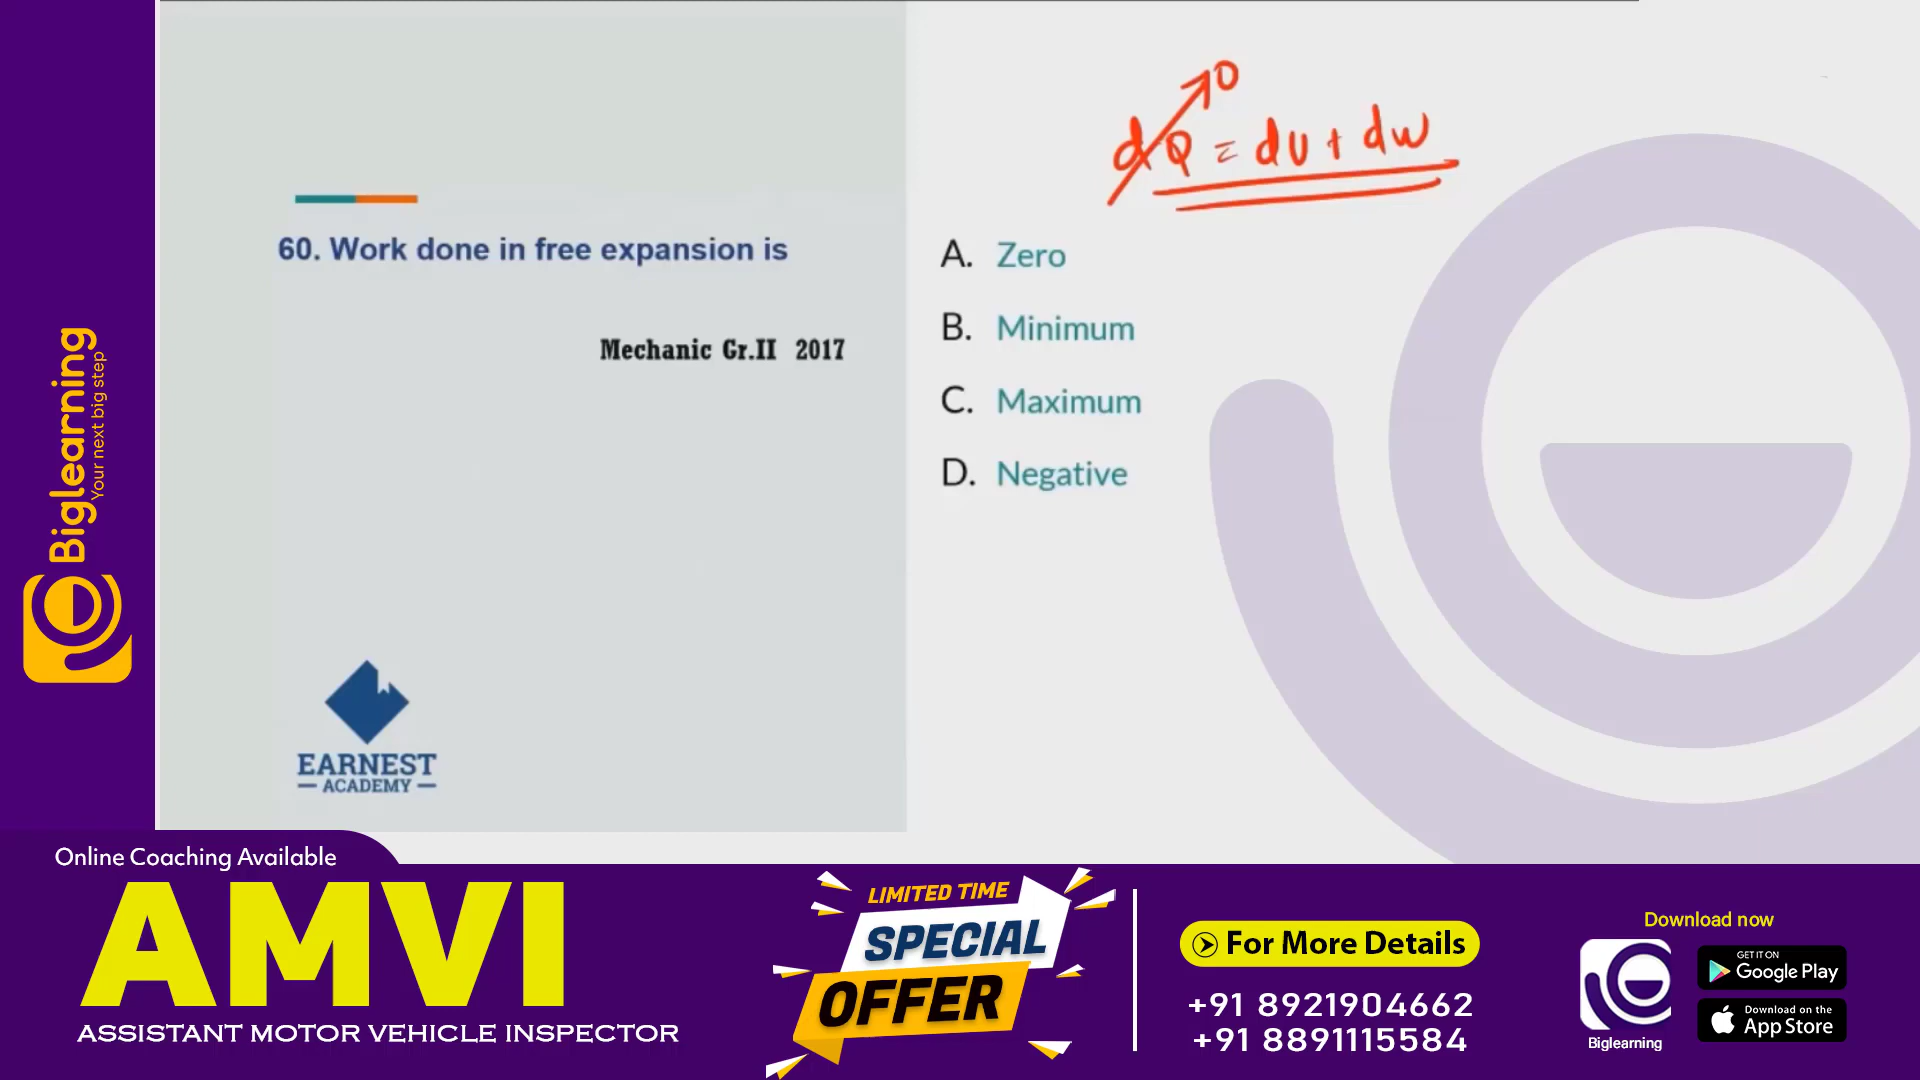 Biglearning
Your next big step
60. Work done in free expansion is
Mechanic Gr.II 2017
EARNEST
ACADEMY
dQ = dU + dw
0
A. Zero
B. Minimum
C. Maximum
D. Negative
Online Coaching Available
AMVI
ASSISTANT MOTOR VEHICLE INSPECTOR
LIMITED TIME
SPECIAL
OFFER
For More Details
+91 8921904662
+91 8891115584
Download now
Biglearning
GET IT ON
Google Play
Download on the
App Store